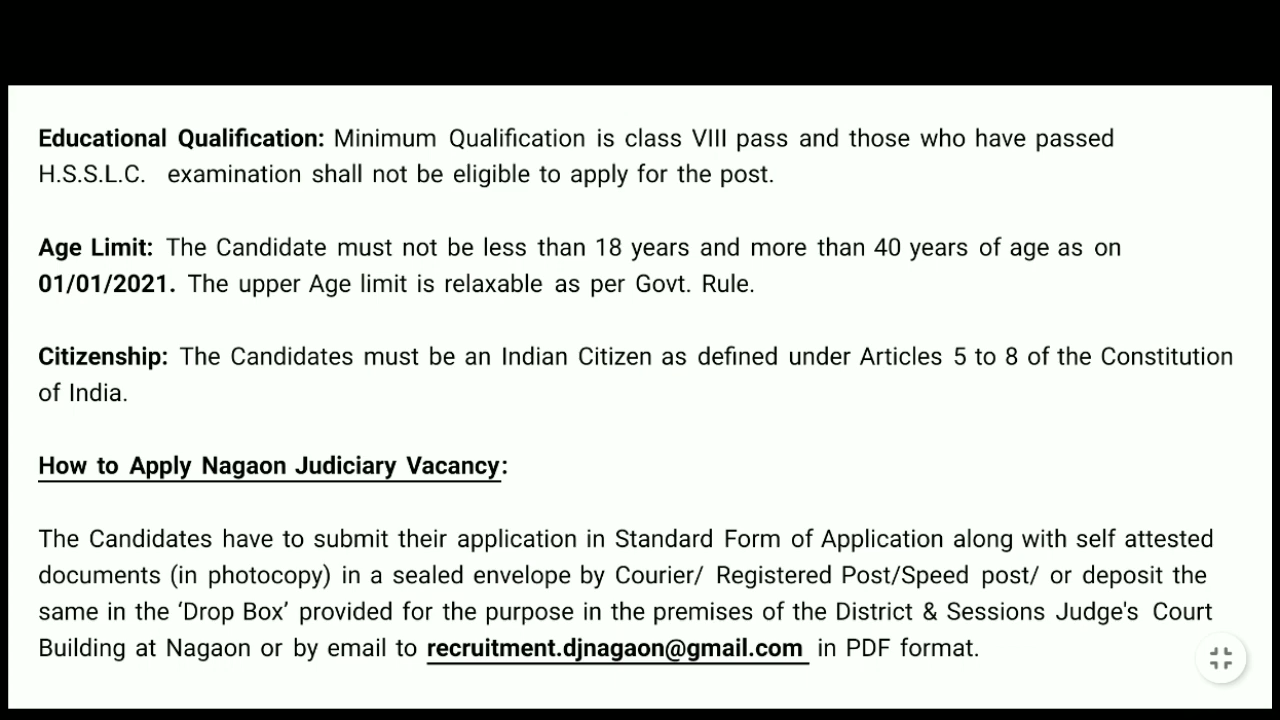 Educational Qualification: Minimum Qualification is class VIII pass and those who have passed
H.S.S.L.C. examination shall not be eligible to apply for the post.
Age Limit: The Candidate must not be less than 18 years and more than 40 years of age as on
01/01/2021. The upper Age limit is relaxable as per Govt. Rule.
Citizenship: The Candidates must be an Indian Citizen as defined under Articles 5 to 8 of the Constitution
of India.
How to Apply Nagaon Judiciary Vacancy:
The Candidates have to submit their application in Standard Form of Application along with self attested
documents (in photocopy) in a sealed envelope by Courier/ Registered Post/Speed post/ or deposit the
same in the ‘Drop Box’ provided for the purpose in the premises of the District & Sessions Judge's Court
Building at Nagaon or by email to recruitment.djnagaon@gmail.com in PDF format.